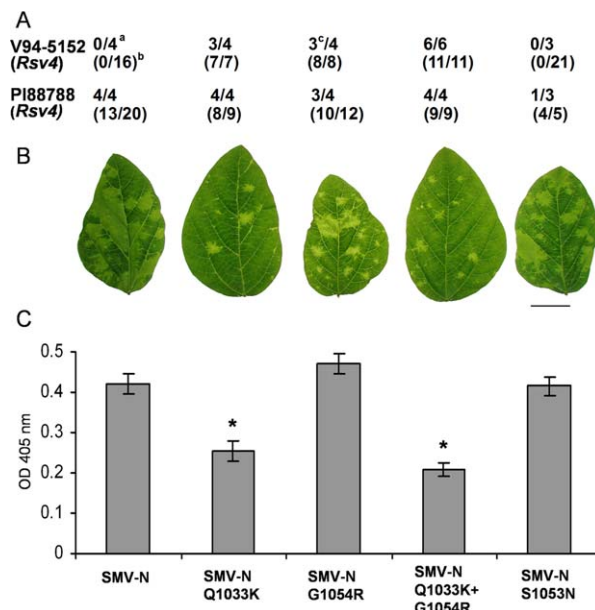 A
V94-5152 0/4 a 3/4 3 c/4 6/6 0/3
(Rsv4) (0/16) b (7/7) (8/8) (11/11) (0/21)
PI88788 4/4 4/4 3/4 4/4 1/3
(Rsv4) (13/20) (8/9) (10/12) (9/9) (4/5)
B
C
0.5
0.4
0.3
0.2
0.1
0
OD 405 nm
* *
SMV-N SMV-N SMV-N SMV-N SMV-N
Q1033K G1054R Q1033K+ S1053N
G1054R